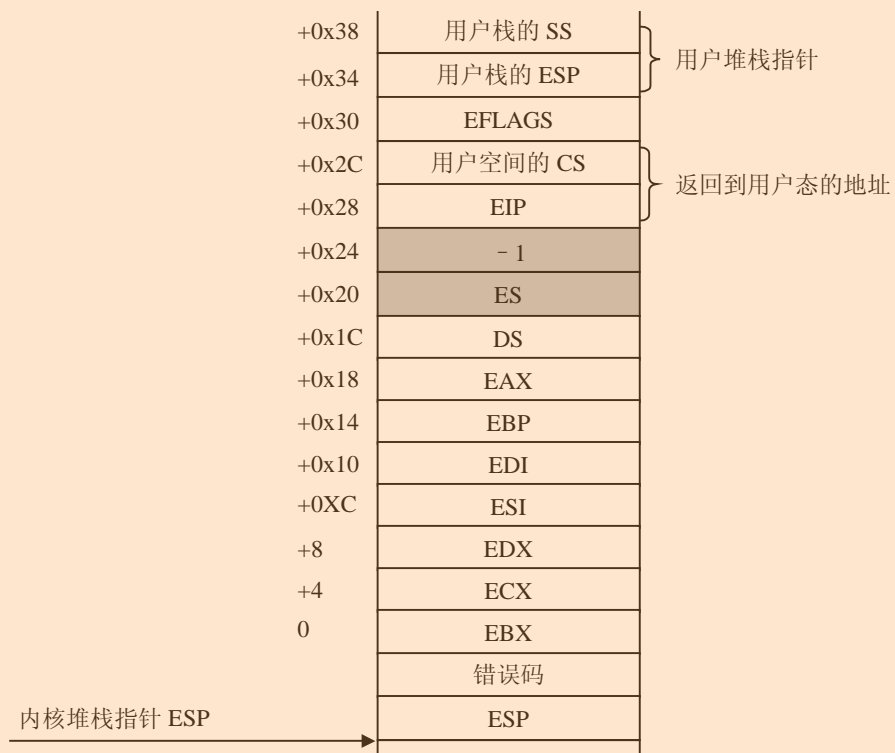 +0x38 用户栈的 SS
用户堆栈指针
+0x34 用户栈的 ESP
+0x30 EFLAGS
+0x2C 用户空间的 CS
返回到用户态的地址
+0x28 EIP
+0x24 - 1
+0x20 ES
+0x1C DS
+0x18 EAX
+0x14 EBP
+0x10 EDI
+0XC ESI
+8 EDX
+4 ECX
0 EBX
错误码
内核堆栈指针 ESP ESP